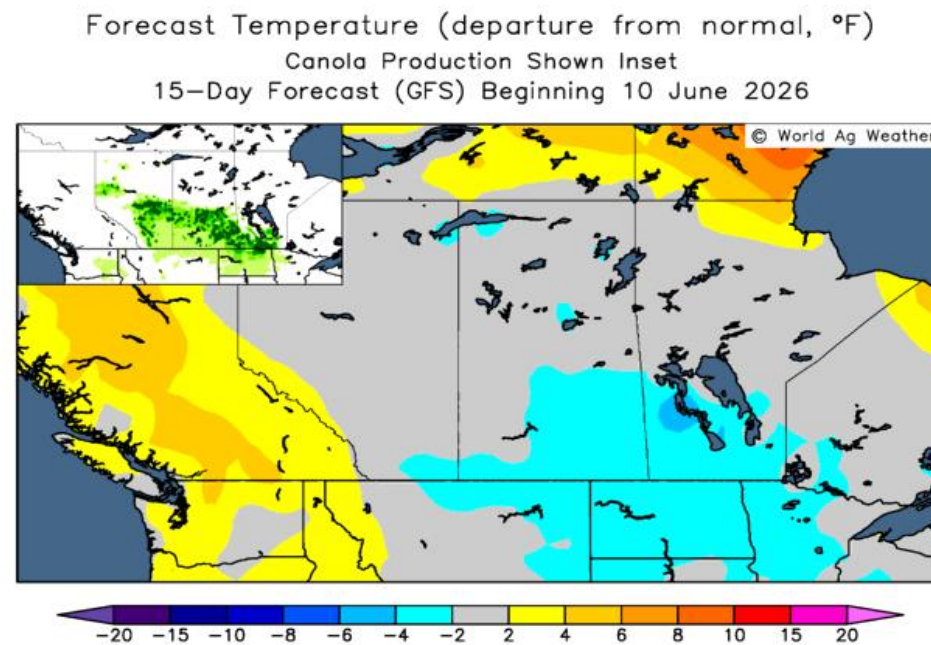 Forecast Temperature (departure from normal, °F)
Canola Production Shown Inset
15-Day Forecast (GFS) Beginning 10 June 2026
© World Ag Weather
-20 -15 -10 -8 -6 -4 -2 2 4 6 8 10 15 20